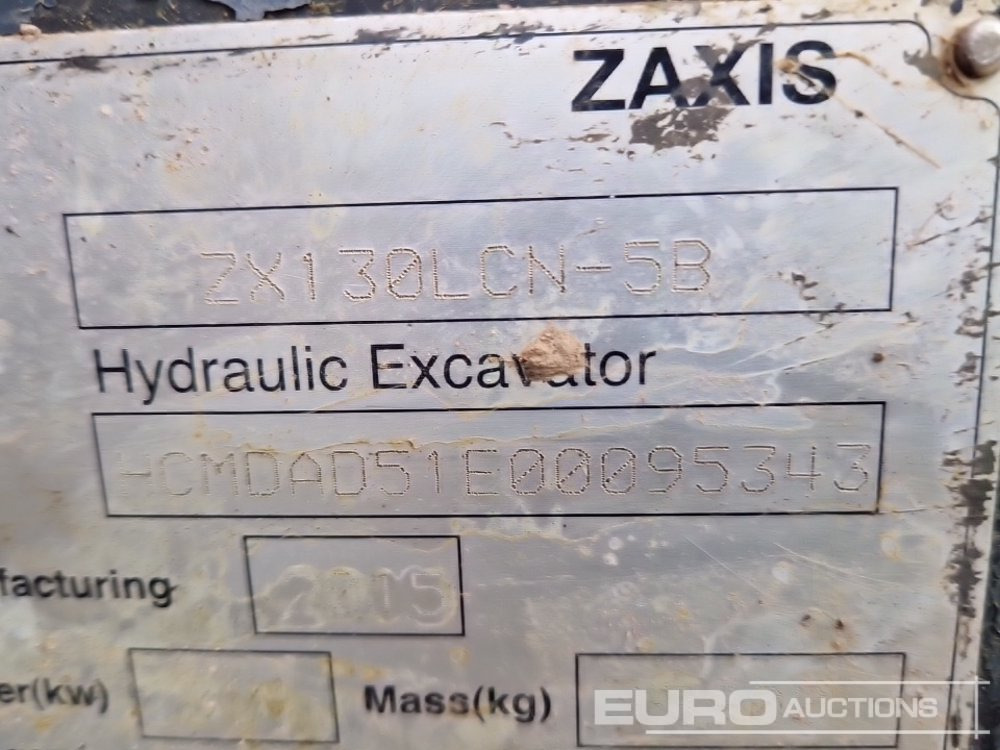 ZAXIS
ZX130LCN-5B
Hydraulic Excavator
HCMDAD51E00095343
facturing 2015
er(kw) Mass(kg)
EURO AUCTIONS